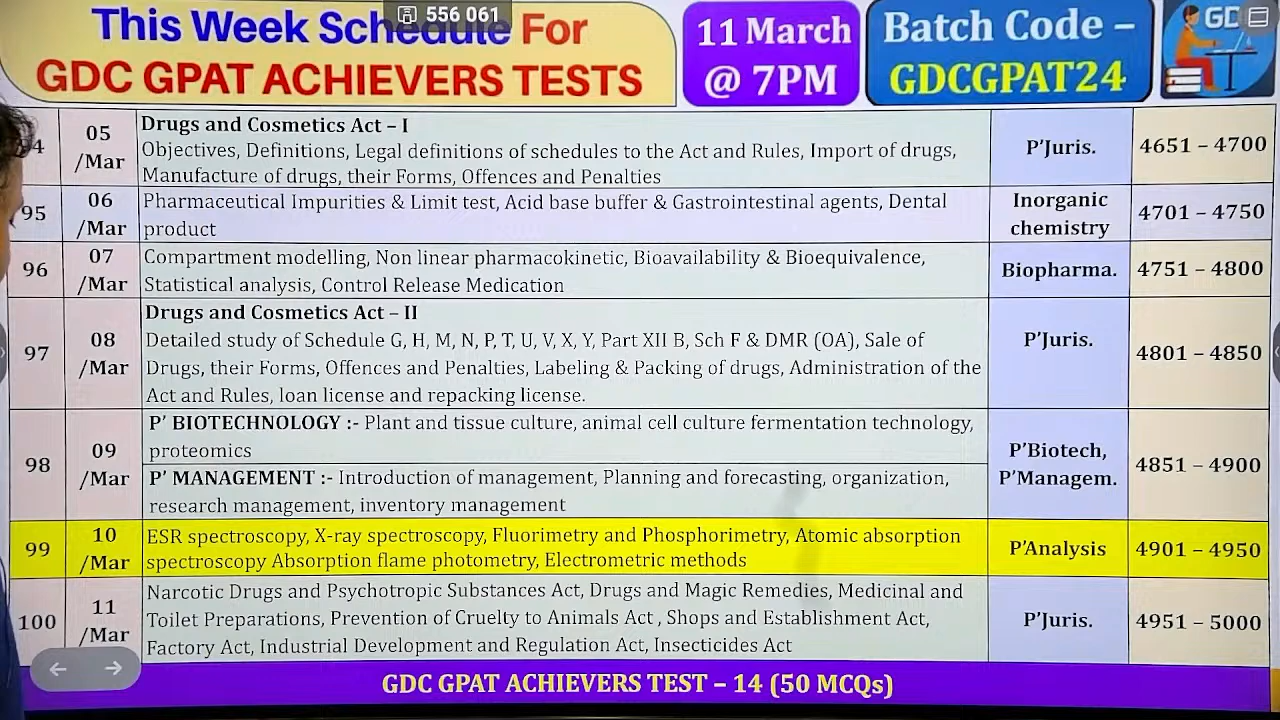 This Week Schedule For
GDC GPAT ACHIEVERS TESTS
556 061
11 March
@ 7PM
Batch Code –
GDCGPAT24
GD
05
/Mar
Drugs and Cosmetics Act – I
Objectives, Definitions, Legal definitions of schedules to the Act and Rules, Import of drugs,
Manufacture of drugs, their Forms, Offences and Penalties
P'Juris.
4651 – 4700
95
06
/Mar
Pharmaceutical Impurities & Limit test, Acid base buffer & Gastrointestinal agents, Dental
product
Inorganic
chemistry
4701 – 4750
96
07
/Mar
Compartment modelling, Non linear pharmacokinetic, Bioavailability & Bioequivalence,
Statistical analysis, Control Release Medication
Biopharma.
4751 – 4800
97
08
/Mar
Drugs and Cosmetics Act – II
Detailed study of Schedule G, H, M, N, P, T, U, V, X, Y, Part XII B, Sch F & DMR (OA), Sale of
Drugs, their Forms, Offences and Penalties, Labeling & Packing of drugs, Administration of the
Act and Rules, loan license and repacking license.
P'Juris.
4801 – 4850
98
09
/Mar
P' BIOTECHNOLOGY :- Plant and tissue culture, animal cell culture fermentation technology,
proteomics
P' MANAGEMENT :- Introduction of management, Planning and forecasting, organization,
research management, inventory management
P'Biotech,
P'Managem.
4851 – 4900
99
10
/Mar
ESR spectroscopy, X-ray spectroscopy, Fluorimetry and Phosphorimetry, Atomic absorption
spectroscopy Absorption flame photometry, Electrometric methods
P'Analysis
4901 – 4950
100
11
/Mar
Narcotic Drugs and Psychotropic Substances Act, Drugs and Magic Remedies, Medicinal and
Toilet Preparations, Prevention of Cruelty to Animals Act , Shops and Establishment Act,
Factory Act, Industrial Development and Regulation Act, Insecticides Act
P'Juris.
4951 – 5000
GDC GPAT ACHIEVERS TEST – 14 (50 MCQs)